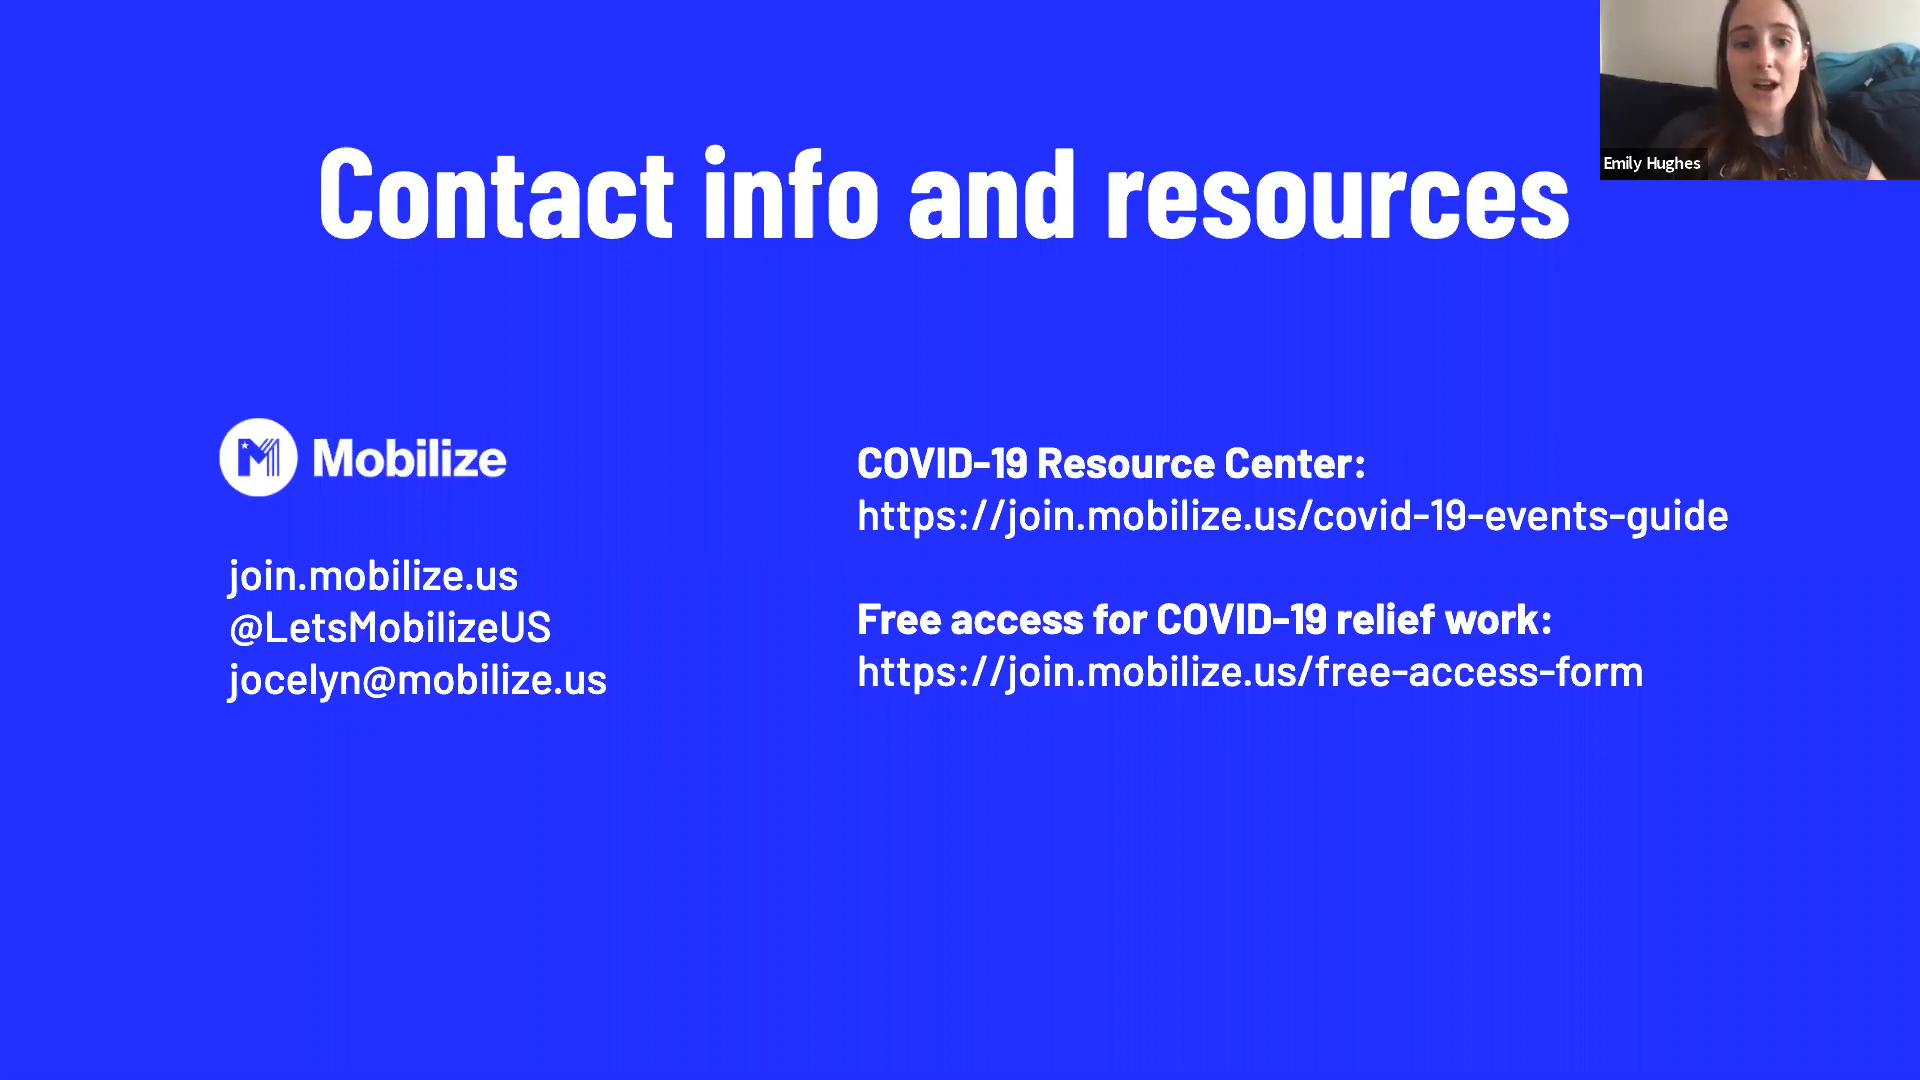 Contact info and resources
Emily Hughes
Mobilize
join.mobilize.us
@LetsMobilizeUS
jocelyn@mobilize.us
COVID-19 Resource Center:
https://join.mobilize.us/covid-19-events-guide
Free access for COVID-19 relief work:
https://join.mobilize.us/free-access-form